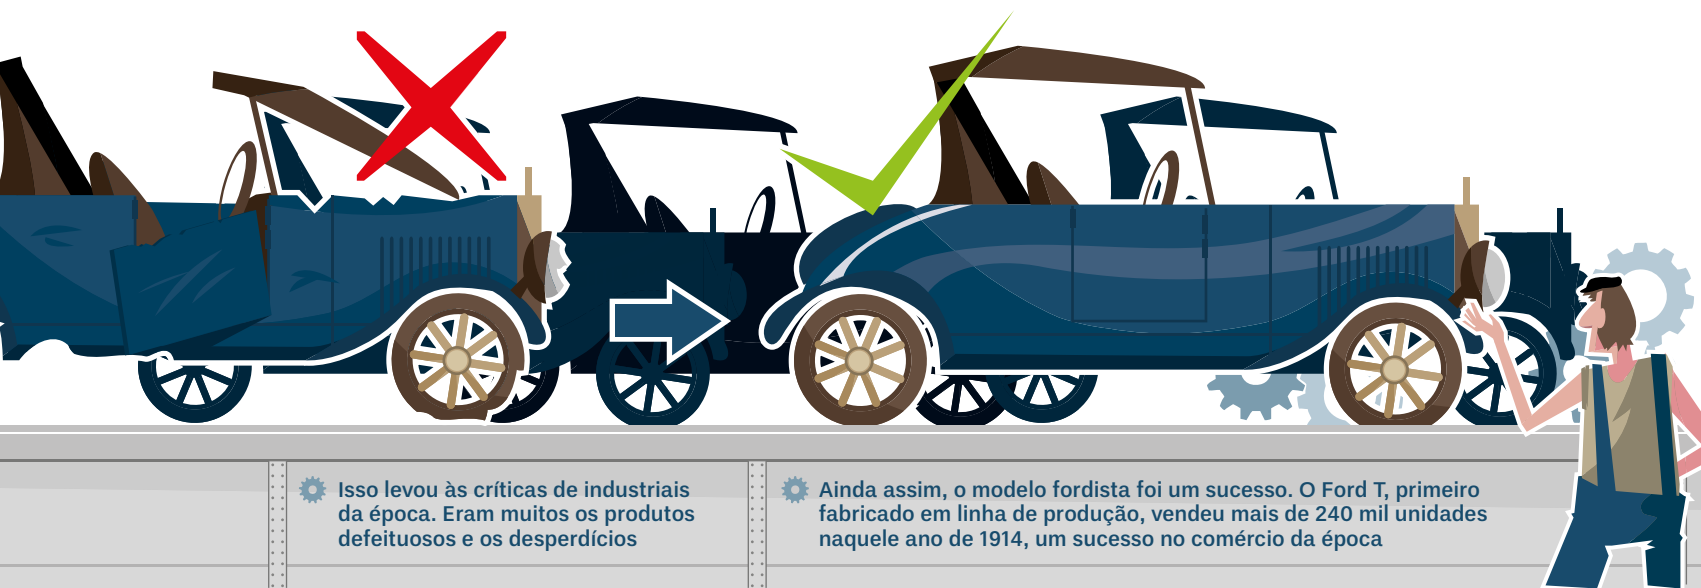 Isso levou às críticas de industriais
da época. Eram muitos os produtos
defeituosos e os desperdícios
Ainda assim, o modelo fordista foi um sucesso. O Ford T, primeiro
fabricado em linha de produção, vendeu mais de 240 mil unidades
naquele ano de 1914, um sucesso no comércio da época